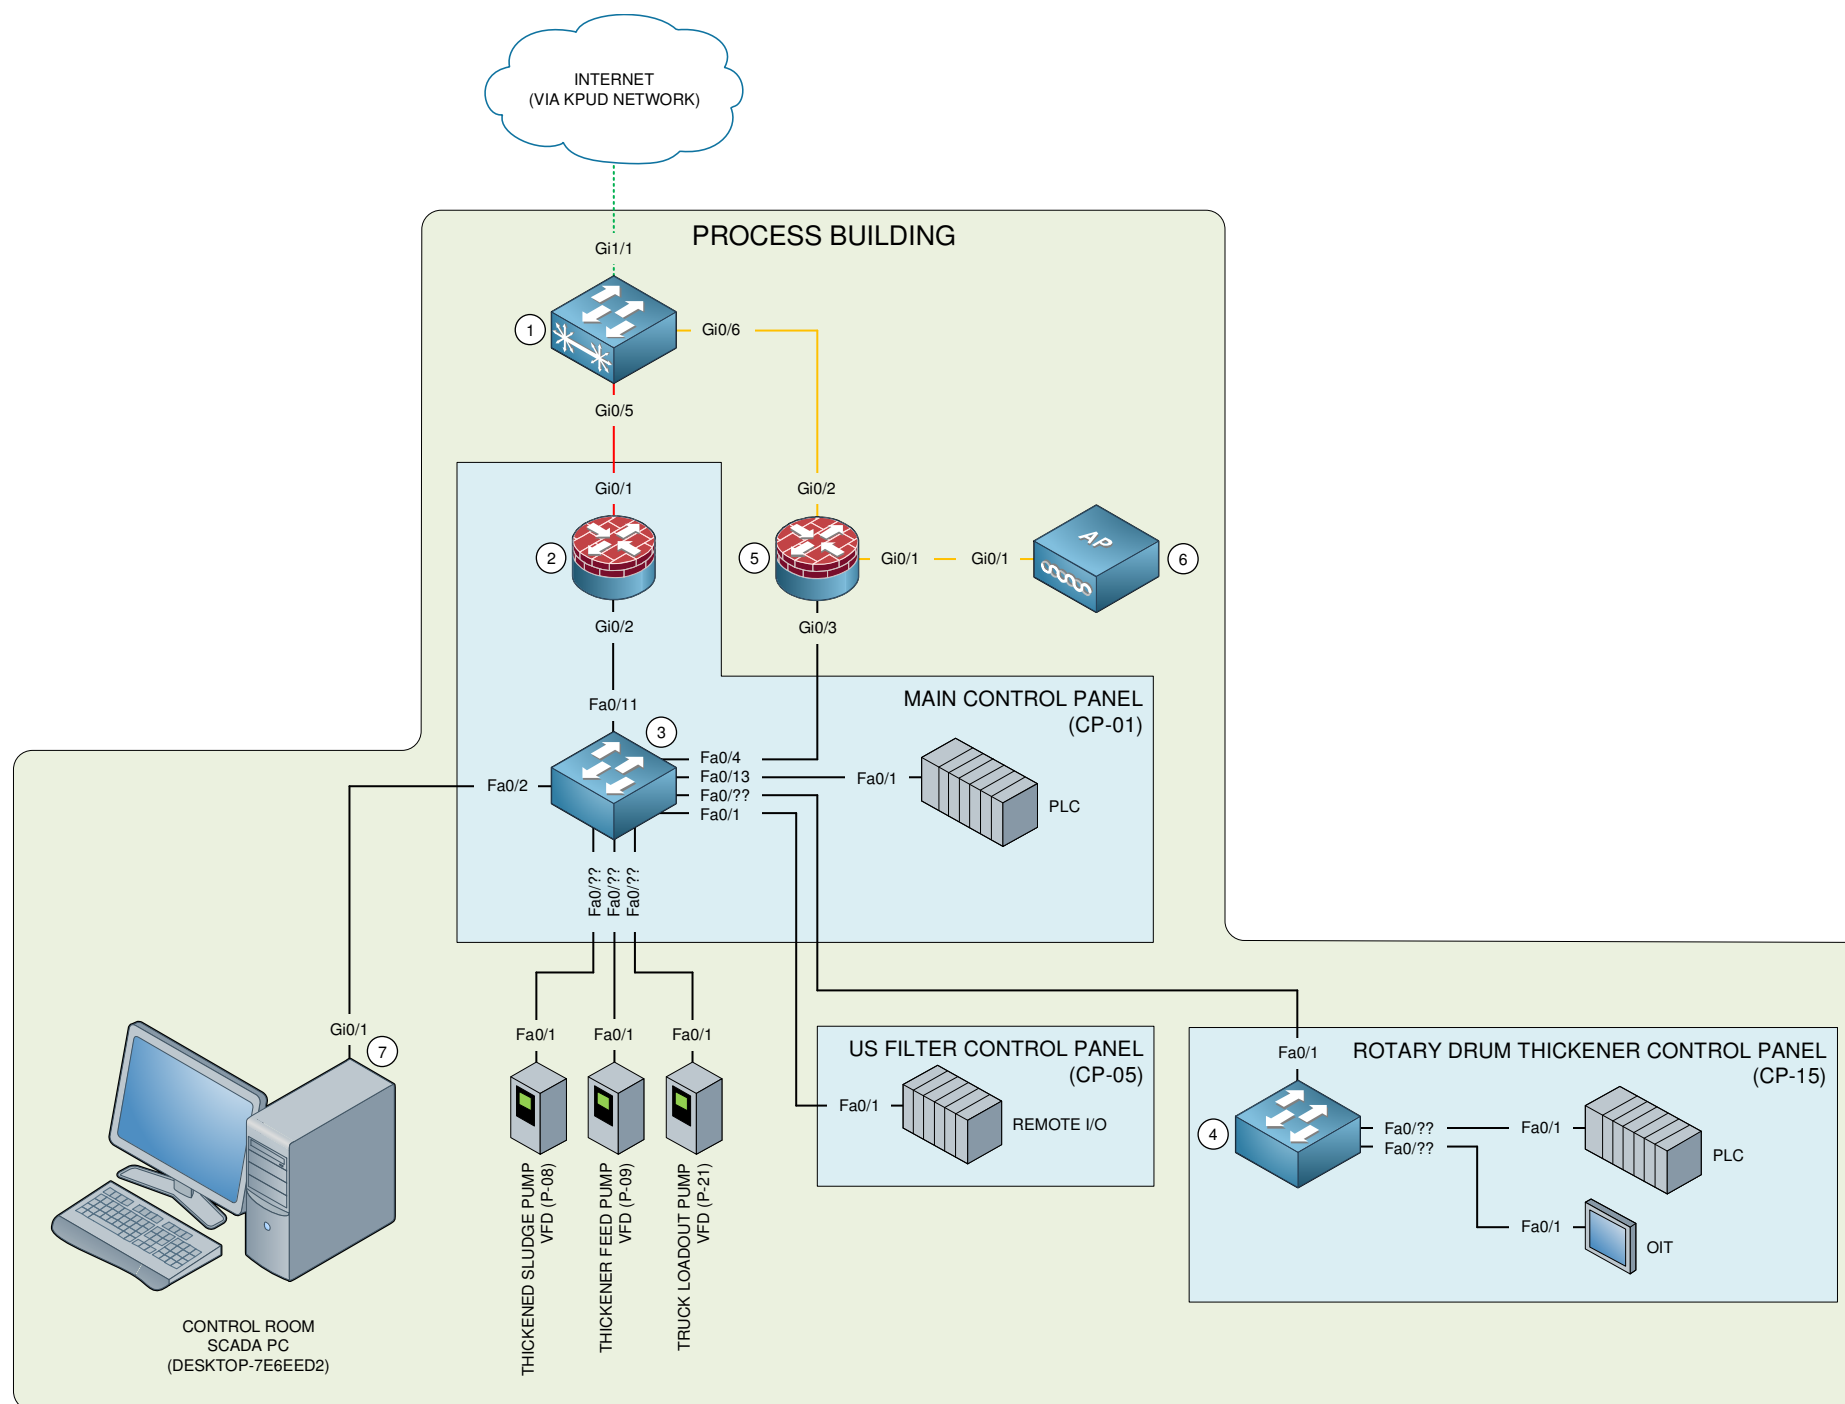 INTERNET
(VIA KPUD NETWORK)
PROCESS BUILDING
Gi1/1
1
Gi0/6
Gi0/5
Gi0/1
Gi0/2
2
5
Gi0/1
Gi0/1
AP
6
Gi0/2
Gi0/3
MAIN CONTROL PANEL
(CP-01)
Fa0/11
3
Fa0/4
Fa0/13
Fa0/??
Fa0/1
Fa0/1
PLC
Fa0/2
Fa0/??
Fa0/??
Fa0/??
Gi0/1
7
Fa0/1
Fa0/1
Fa0/1
US FILTER CONTROL PANEL
(CP-05)
Fa0/1
REMOTE I/O
Fa0/1
ROTARY DRUM THICKENER CONTROL PANEL
(CP-15)
4
Fa0/??
Fa0/??
Fa0/1
PLC
Fa0/1
OIT
THICKENED SLUDGE PUMP
VFD (P-08)
THICKENER FEED PUMP
VFD (P-09)
TRUCK LOADOUT PUMP
VFD (P-21)
CONTROL ROOM
SCADA PC
(DESKTOP-7E6EED2)